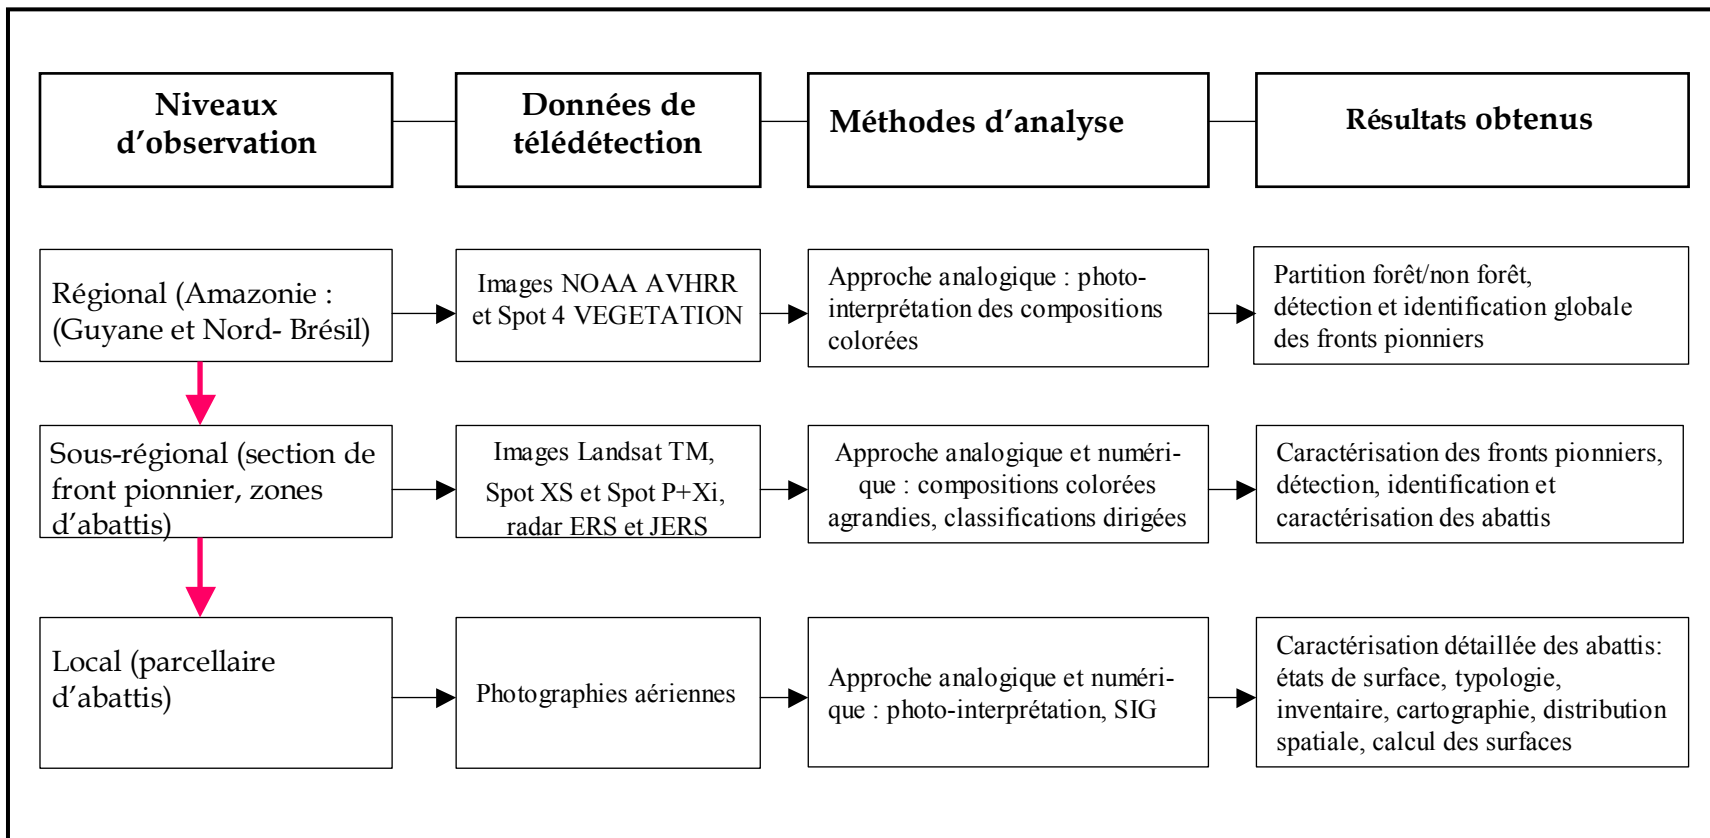 Niveaux
d’observation
Données de
télédétection
Méthodes d’analyse
Résultats obtenus
Régional (Amazonie :
(Guyane et Nord- Brésil)
Images NOAA AVHRR
et Spot 4 VEGETATION
Approche analogique : photo-
interprétation des compositions
colorées
Partition forêt/non forêt,
détection et identification globale
des fronts pionniers
Sous-régional (section de
front pionnier, zones
d’abattis)
Images Landsat TM,
Spot XS et Spot P+Xi,
radar ERS et JERS
Approche analogique et numéri-
que : compositions colorées
agrandies, classifications dirigées
Caractérisation des fronts pionniers,
détection, identification et
caractérisation des abattis
Local (parcellaire
d’abattis)
Photographies aériennes
Approche analogique et numéri-
que : photo-interprétation, SIG
Caractérisation détaillée des abattis:
états de surface, typologie,
inventaire, cartographie, distribution
spatiale, calcul des surfaces